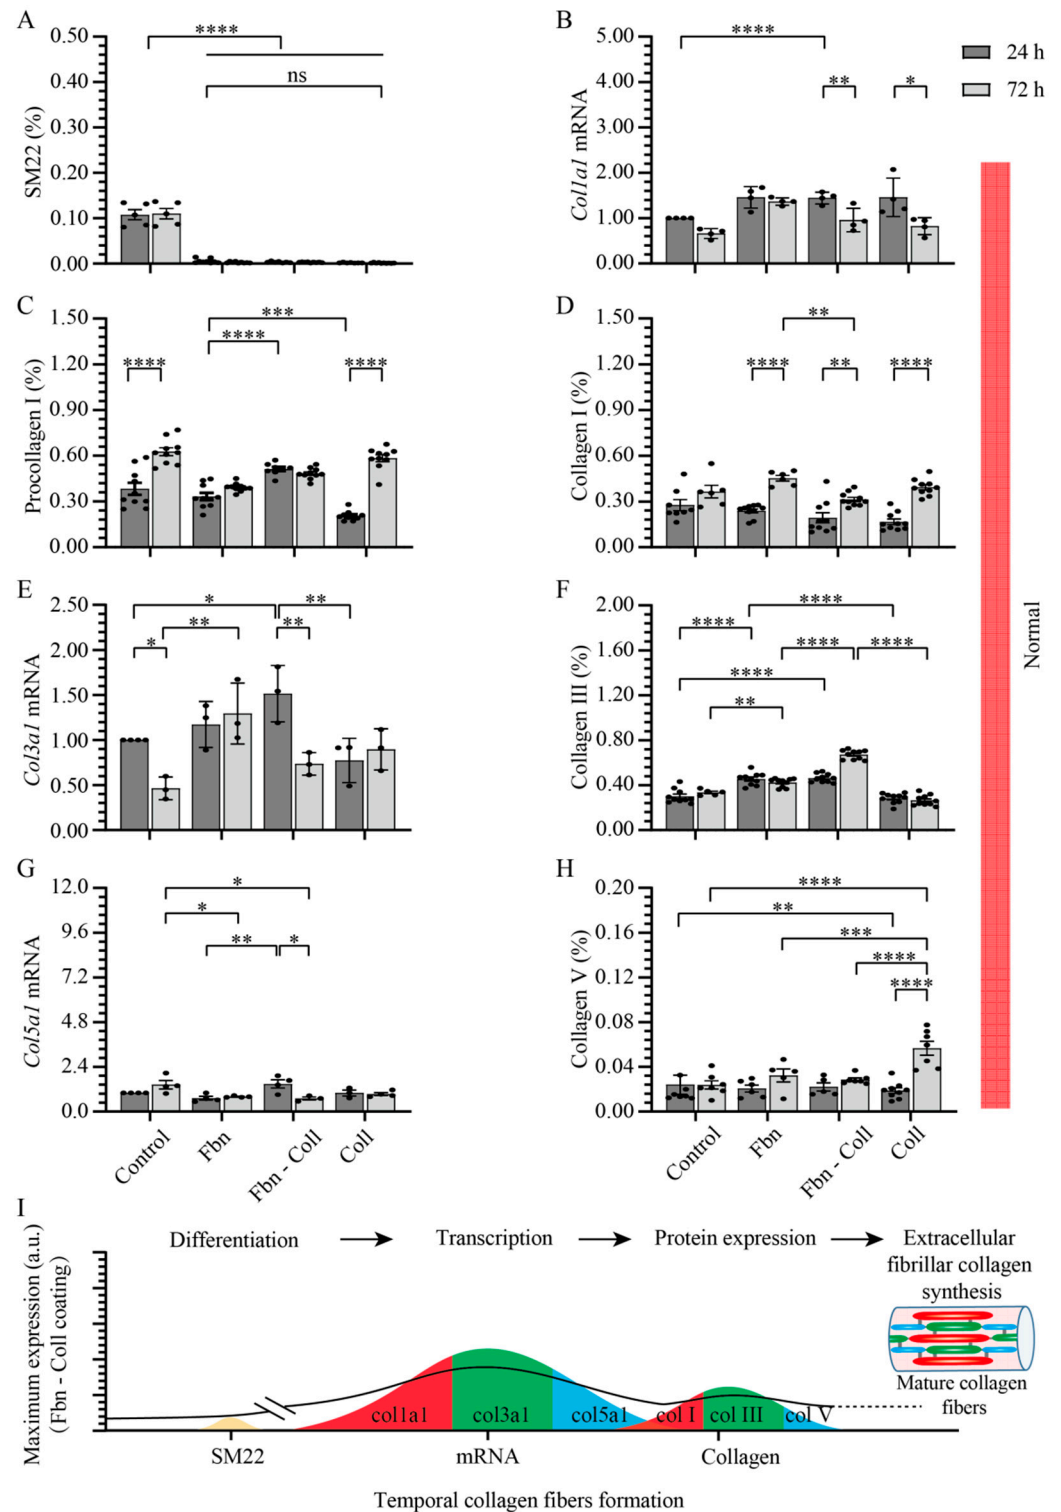 A
0.50
0.40
0.30
0.20
0.10
0.00
SM22 (%)
****
ns
B
5.00
4.00
3.00
2.00
1.00
0.00
Col1a1 mRNA
****
**
*
24 h
72 h
C
1.50
1.20
0.90
0.60
0.30
0.00
Procollagen I (%)
***
****
****
****
D
1.50
1.20
0.90
0.60
0.30
0.00
Collagen I (%)
**
****
**
****
E
2.50
2.00
1.50
1.00
0.50
0.00
Col3a1 mRNA
*
**
**
**
*
F
2.00
1.60
1.20
0.80
0.40
0.00
Collagen III (%)
****
****
****
****
****
**
Normal
G
12.0
9.6
7.2
4.8
2.4
0.0
Col5a1 mRNA
*
*
**
*
Control
Fbn
Fbn - Coll
Coll
H
0.20
0.16
0.12
0.08
0.04
0.00
Collagen V (%)
****
**
***
****
****
Control
Fbn
Fbn - Coll
Coll
I
Maximum expression (a.u.)
(Fbn - Coll coating)
Differentiation
Transcription
Protein expression
Extracellular
fibrillar collagen
synthesis
Mature collagen
fibers
col1a1
col3a1
col5a1
col I
col III
col V
SM22
mRNA
Collagen
Temporal collagen fibers formation